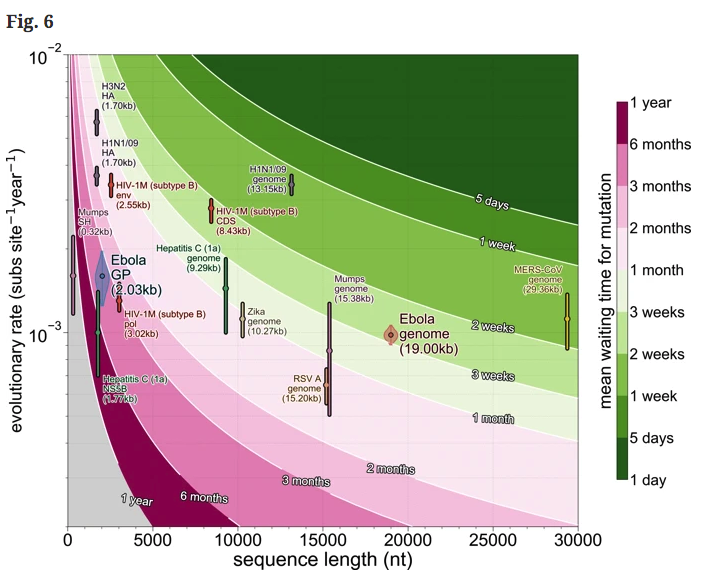 Fig. 6
10−2
H3N2
HA
(1.70kb)
H1N1/09
HA
(1.70kb)
HIV-1M (subtype B)
env
(2.55kb)
H1N1/09
genome
(13.15kb)
HIV-1M (subtype B)
CDS
(8.43kb)
Mumps
SH
(0.32kb)
Ebola
GP
(2.03kb)
Hepatitis C (1a)
genome
(9.29kb)
Mumps
genome
(15.38kb)
MERS-CoV
genome
(29.36kb)
HIV-1M (subtype B)
pol
(3.02kb)
Zika
genome
(10.27kb)
Ebola
genome
(19.00kb)
10−3
RSV A
genome
(15.20kb)
Hepatitis C (1a)
NS5B
(1.77kb)
5 days
1 week
2 weeks
3 weeks
1 month
2 months
3 months
6 months
1 year
evolutionary rate (subs site−1year−1)
0
5000
10000
15000
20000
25000
30000
sequence length (nt)
mean waiting time for mutation
1 year
6 months
3 months
2 months
1 month
3 weeks
2 weeks
1 week
5 days
1 day